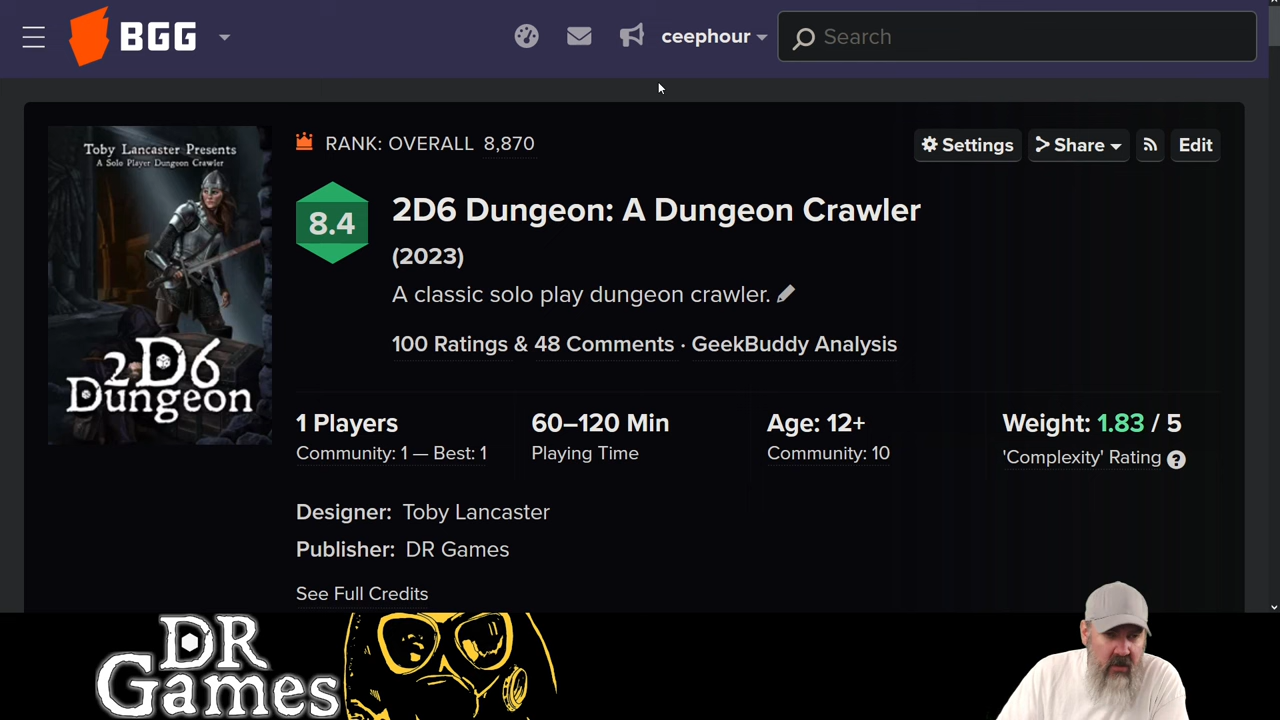 BGG
ceephour
Search
Toby Lancaster Presents
A Solo Player Dungeon Crawler
2D6
Dungeon
RANK: OVERALL 8,870
Settings
Share
Edit
8.4
2D6 Dungeon: A Dungeon Crawler
(2023)
A classic solo play dungeon crawler.
100 Ratings & 48 Comments · GeekBuddy Analysis
1 Players
Community: 1 — Best: 1
60–120 Min
Playing Time
Age: 12+
Community: 10
Weight: 1.83 / 5
'Complexity' Rating ?
Designer: Toby Lancaster
Publisher: DR Games
See Full Credits
DR
Games